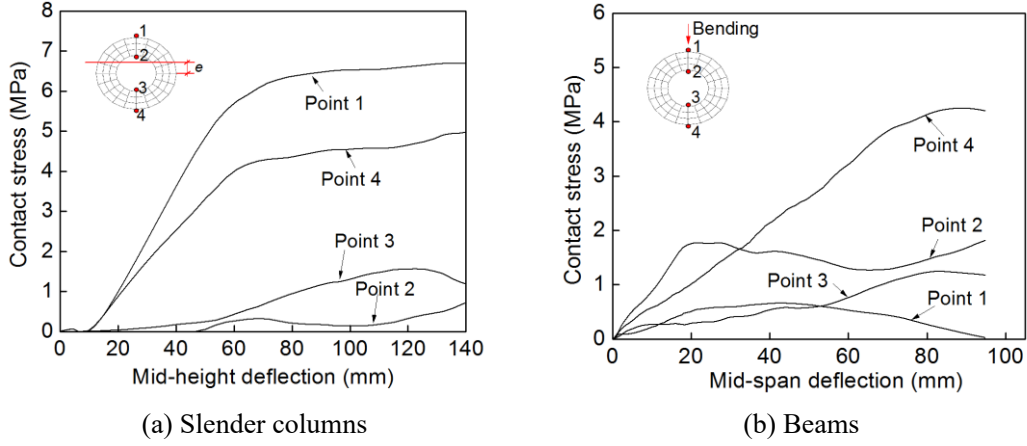 8
7
6
5
4
3
2
1
0
Contact stress (MPa)
1
2
3
4
e
Point 1
Point 4
Point 3
Point 2
0 20 40 60 80 100 120 140
Mid-height deflection (mm)
(a) Slender columns
6
5
4
3
2
1
0
Contact stress (MPa)
Bending
1
2
3
4
Point 4
Point 2
Point 3
Point 1
0 20 40 60 80 100
Mid-span deflection (mm)
(b) Beams